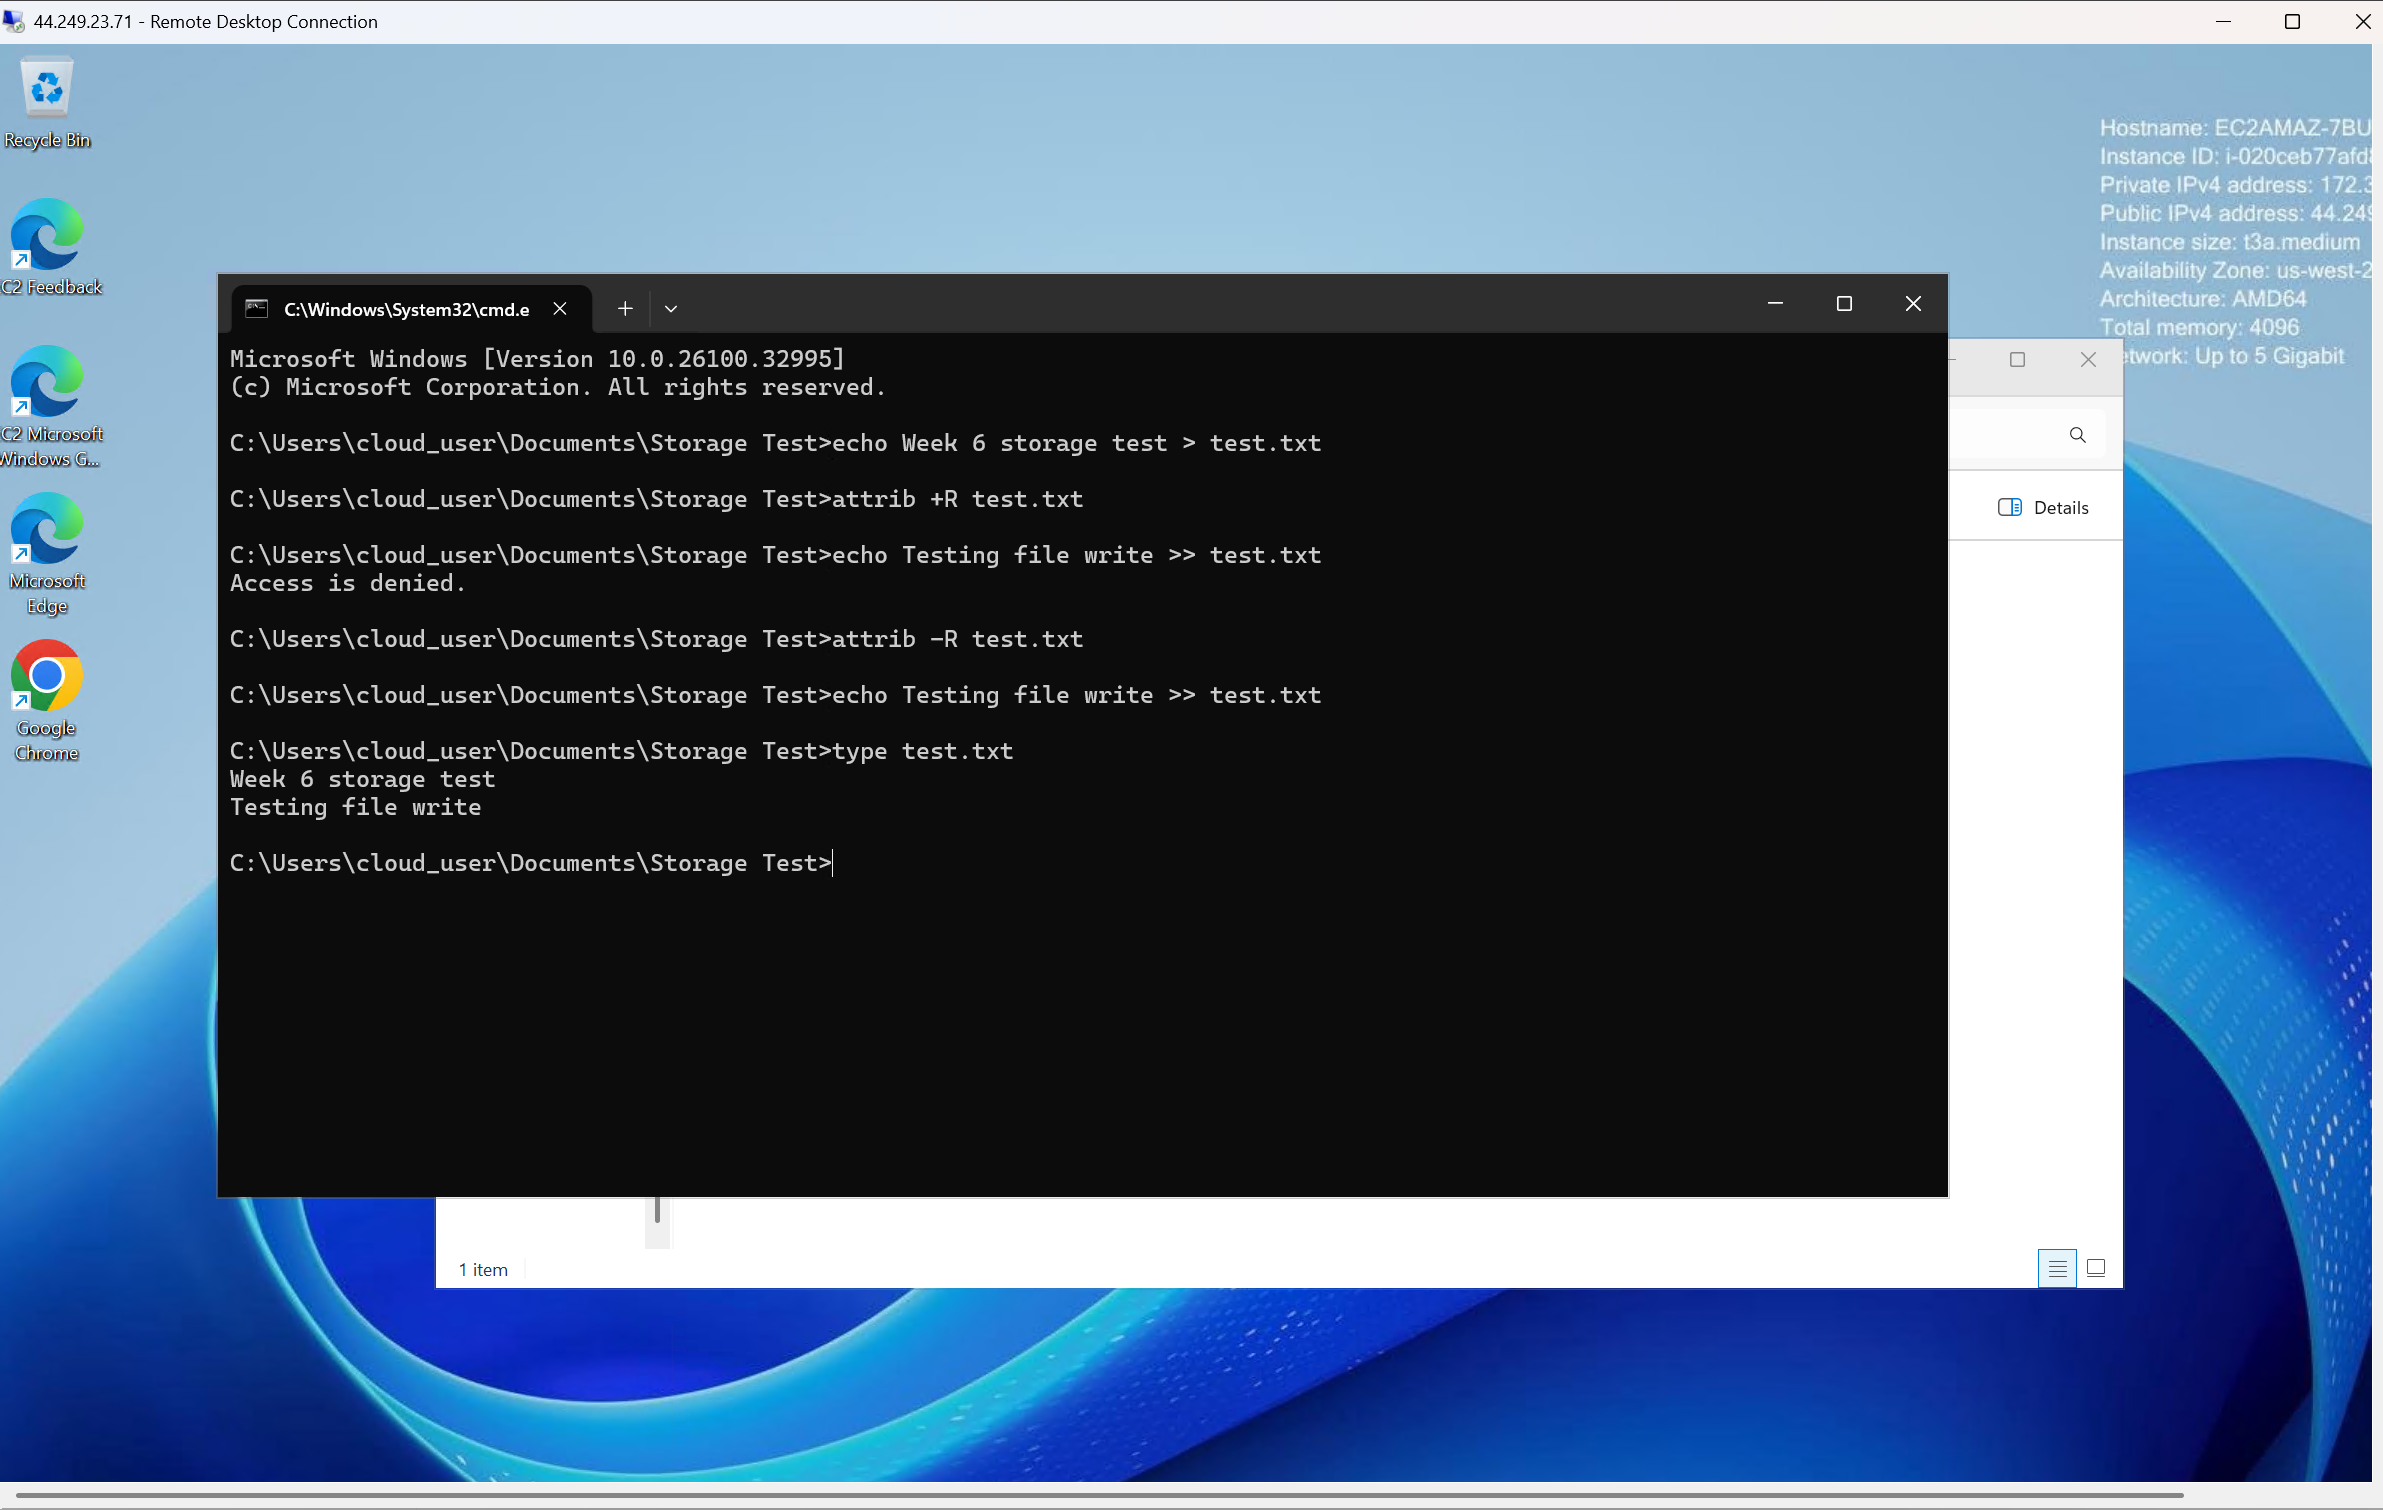 44.249.23.71 - Remote Desktop Connection
Recycle Bin
C2 Feedback
C2 Microsoft
Windows G...
Microsoft
Edge
Google
Chrome
Hostname: EC2AMAZ-7BU
Instance ID: i-020ceb77afd
Private IPv4 address: 172.3
Public IPv4 address: 44.249
Instance size: t3a.medium
Availability Zone: us-west-2
Architecture: AMD64
Total memory: 4096
etwork: Up to 5 Gigabit
C:\Windows\System32\cmd.e
Microsoft Windows [Version 10.0.26100.32995]
(c) Microsoft Corporation. All rights reserved.
C:\Users\cloud_user\Documents\Storage Test>echo Week 6 storage test > test.txt
C:\Users\cloud_user\Documents\Storage Test>attrib +R test.txt
C:\Users\cloud_user\Documents\Storage Test>echo Testing file write >> test.txt
Access is denied.
C:\Users\cloud_user\Documents\Storage Test>attrib -R test.txt
C:\Users\cloud_user\Documents\Storage Test>echo Testing file write >> test.txt
C:\Users\cloud_user\Documents\Storage Test>type test.txt
Week 6 storage test
Testing file write
C:\Users\cloud_user\Documents\Storage Test>
Details
1 item